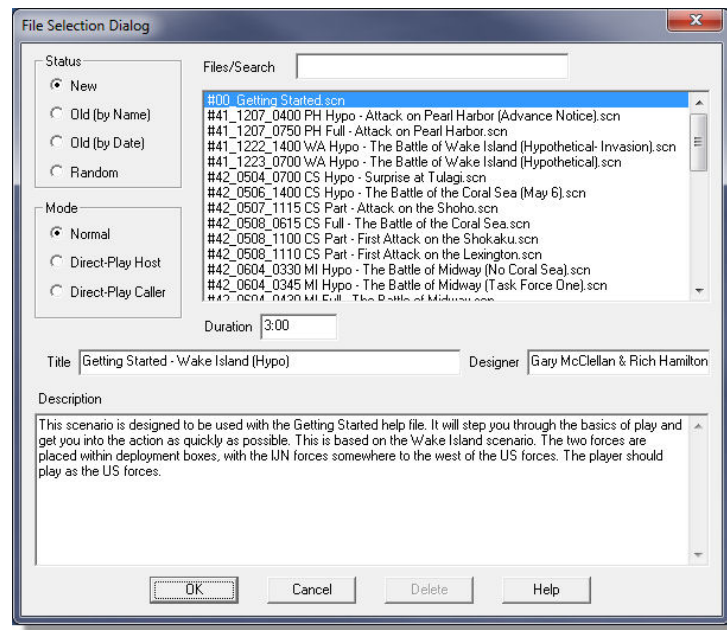 File Selection Dialog
Status
New
Old (by Name)
Old (by Date)
Random
Mode
Normal
Direct-Play Host
Direct-Play Caller
Files/Search
#00_Getting Started.scn
#41_1207_0400 PH Hypo - Attack on Pearl Harbor (Advance Notice).scn
#41_1207_0750 PH Full - Attack on Pearl Harbor.scn
#41_1222_1400 WA Hypo - The Battle of Wake Island (Hypothetical- Invasion).scn
#41_1223_0700 WA Hypo - The Battle of Wake Island (Hypothetical).scn
#42_0504_0700 CS Hypo - Surprise at Tulagi.scn
#42_0506_1400 CS Hypo - The Battle of the Coral Sea (May 6).scn
#42_0507_1115 CS Part - Attack on the Shoho.scn
#42_0508_0615 CS Full - The Battle of the Coral Sea.scn
#42_0508_1100 CS Part - First Attack on the Shokaku.scn
#42_0508_1110 CS Part - First Attack on the Lexington.scn
#42_0604_0330 MI Hypo - The Battle of Midway (No Coral Sea).scn
#42_0604_0345 MI Hypo - The Battle of Midway (Task Force One).scn
#42_0604_0430 MI Full - The Battle of Midway.scn
Duration 3:00
Title Getting Started - Wake Island (Hypo) Designer Gary McClellan & Rich Hamilton
Description
This scenario is designed to be used with the Getting Started help file. It will step you through the basics of play and
get you into the action as quickly as possible. This is based on the Wake Island scenario. The two forces are
placed within deployment boxes, with the IJN forces somewhere to the west of the US forces. The player should
play as the US forces.
OK Cancel Delete Help